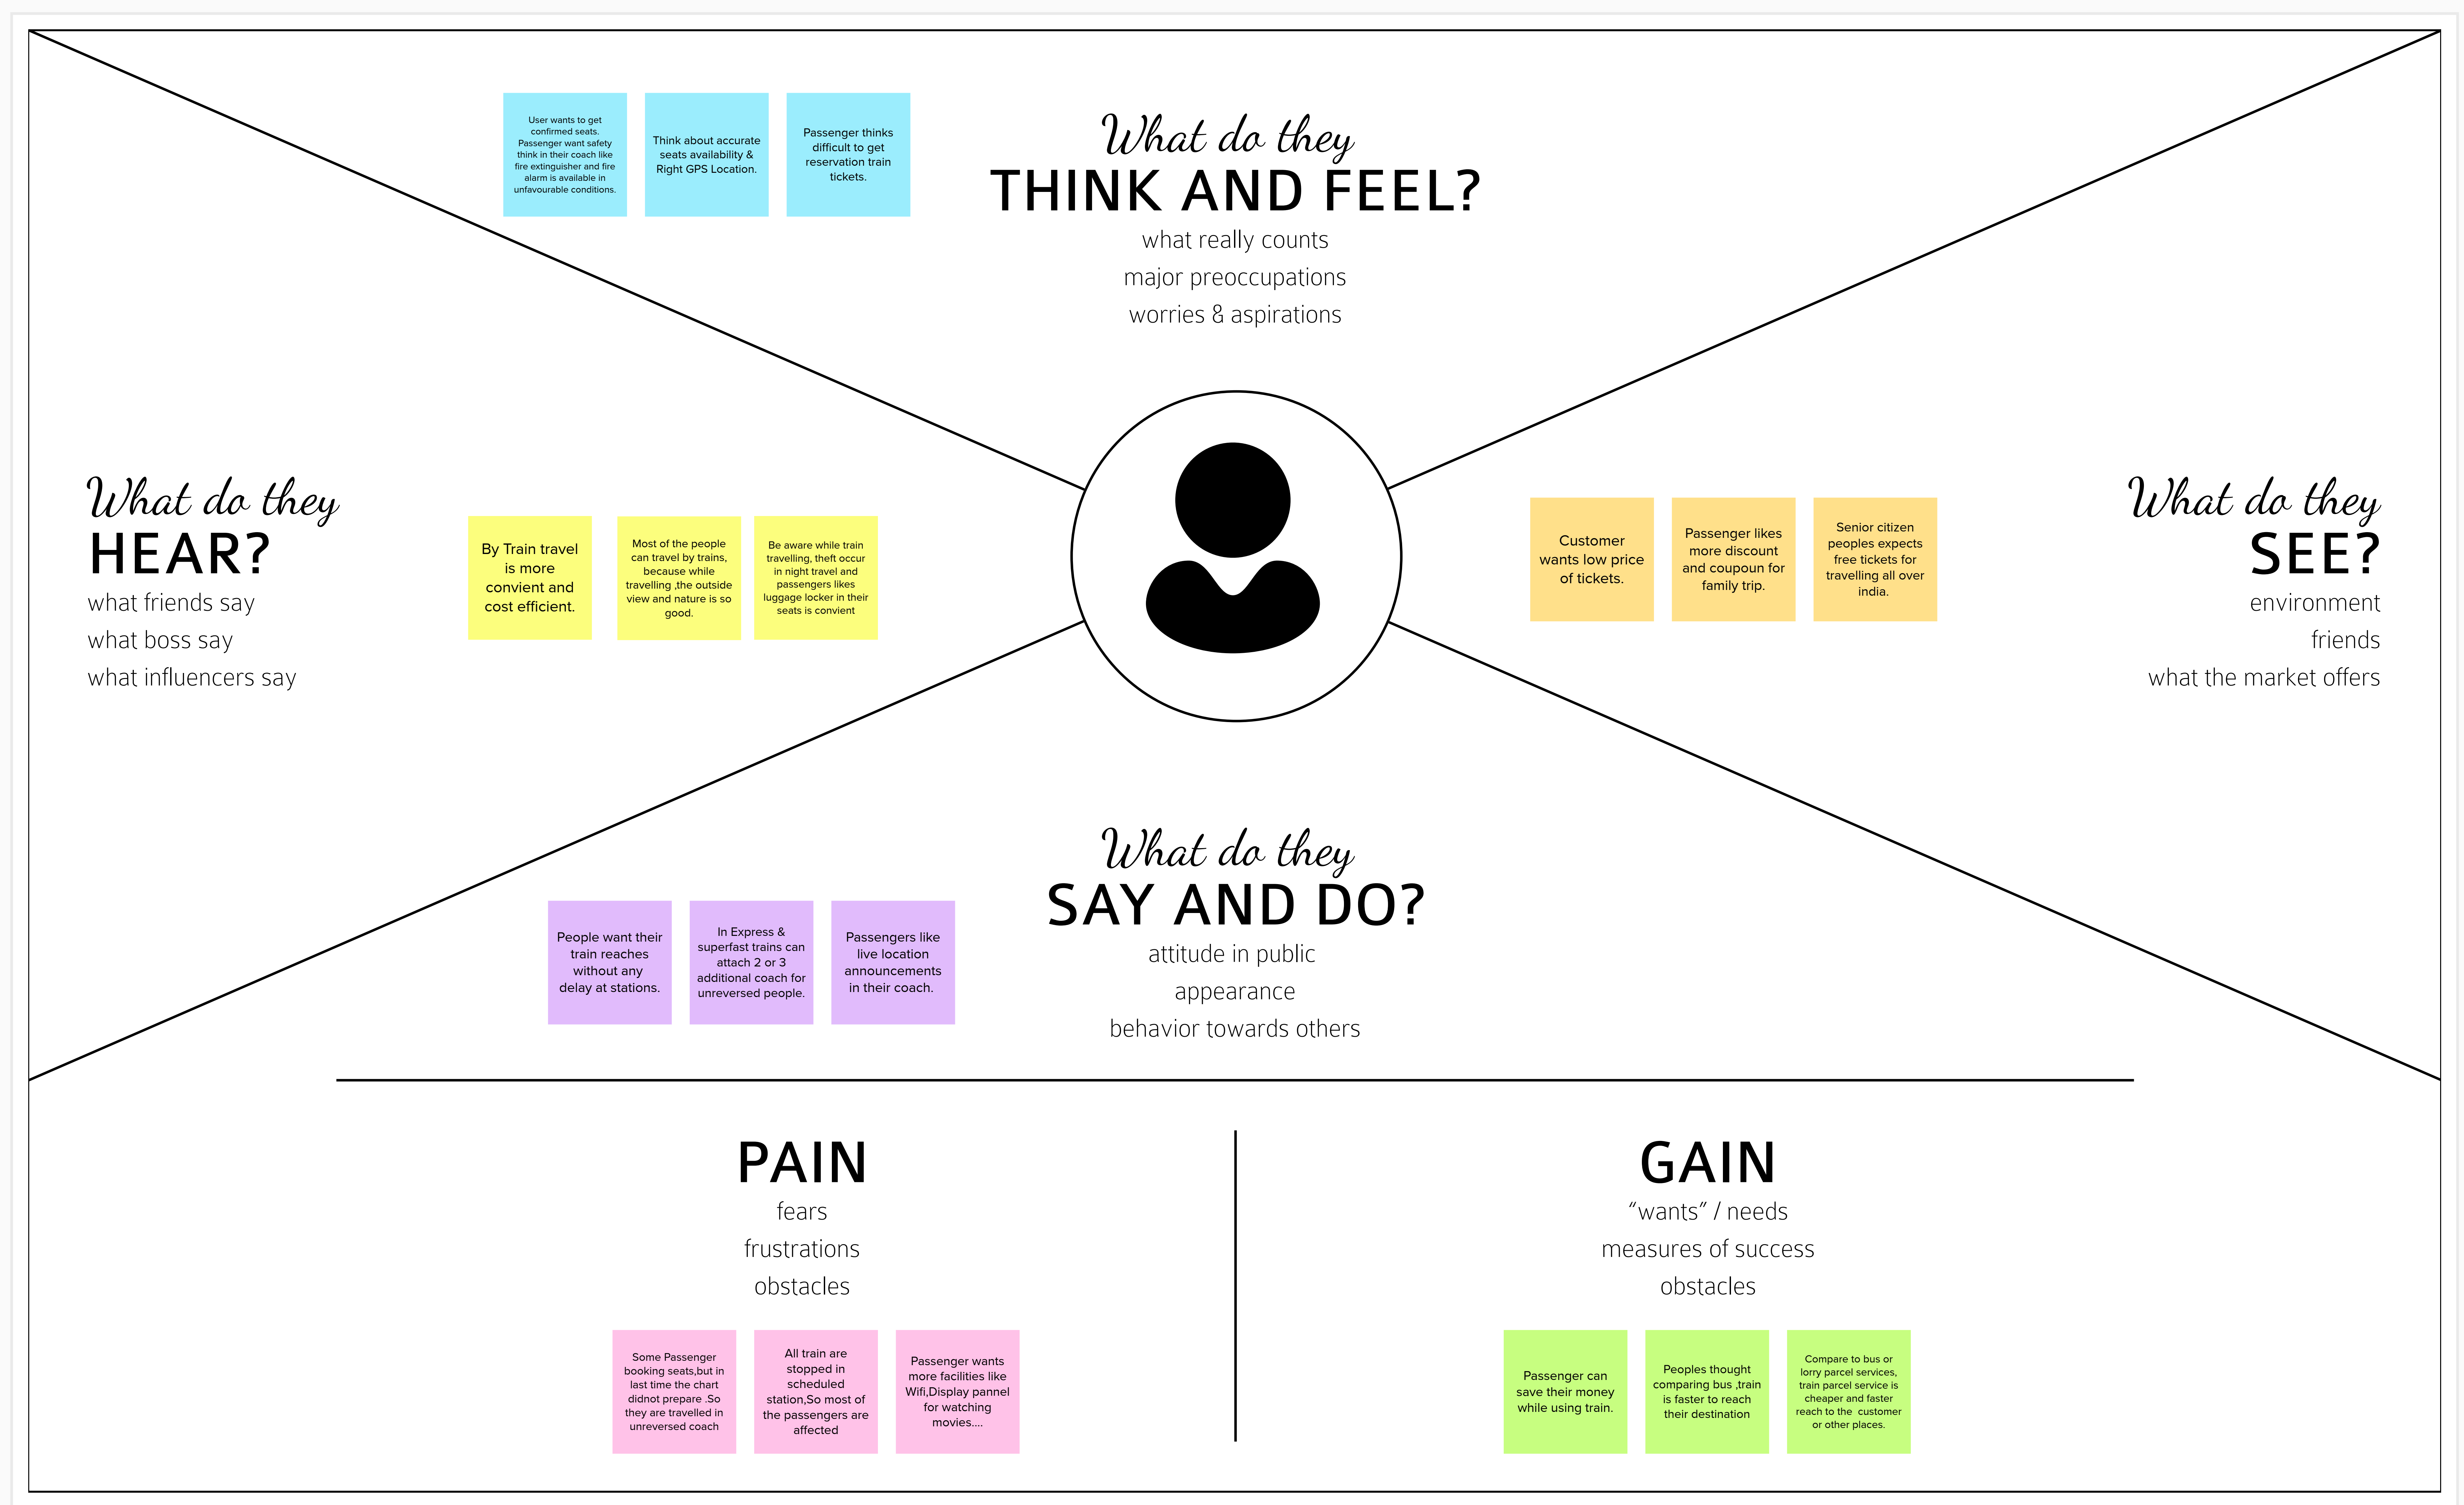 User wants to get
confirmed seats.
Passenger want safety
think in their coach like
fire extinguisher and fire
alarm is available in
unfavourable conditions.
Think about accurate
seats availability &
Right GPS Location.
Passenger thinks
difficult to get
reservation train
tickets.
What do they
THINK AND FEEL?
what really counts
major preoccupations
worries & aspirations
What do they
HEAR?
what friends say
what boss say
what influencers say
By Train travel
is more
convient and
cost efficient.
Most of the people
can travel by trains,
because while
travelling ,the outside
view and nature is so
good.
Be aware while train
travelling, theft occur
in night travel and
passengers likes
luggage locker in their
seats is convient
Customer
wants low price
of tickets.
Passenger likes
more discount
and coupoun for
family trip.
Senior citizen
peoples expects
free tickets for
travelling all over
india.
What do they
SEE?
environment
friends
what the market offers
People want their
train reaches
without any
delay at stations.
In Express &
superfast trains can
attach 2 or 3
additional coach for
unreversed people.
Passengers like
live location
announcements
in their coach.
What do they
SAY AND DO?
attitude in public
appearance
behavior towards others
PAIN
fears
frustrations
obstacles
Some Passenger
booking seats,but in
last time the chart
didnot prepare .So
they are travelled in
unreversed coach
All train are
stopped in
scheduled
station,So most of
the passengers are
affected
Passenger wants
more facilities like
Wifi,Display pannel
for watching
movies....
GAIN
“wants” / needs
measures of success
obstacles
Passenger can
save their money
while using train.
Peoples thought
comparing bus ,train
is faster to reach
their destination
Compare to bus or
lorry parcel services,
train parcel service is
cheaper and faster
reach to the customer
or other places.